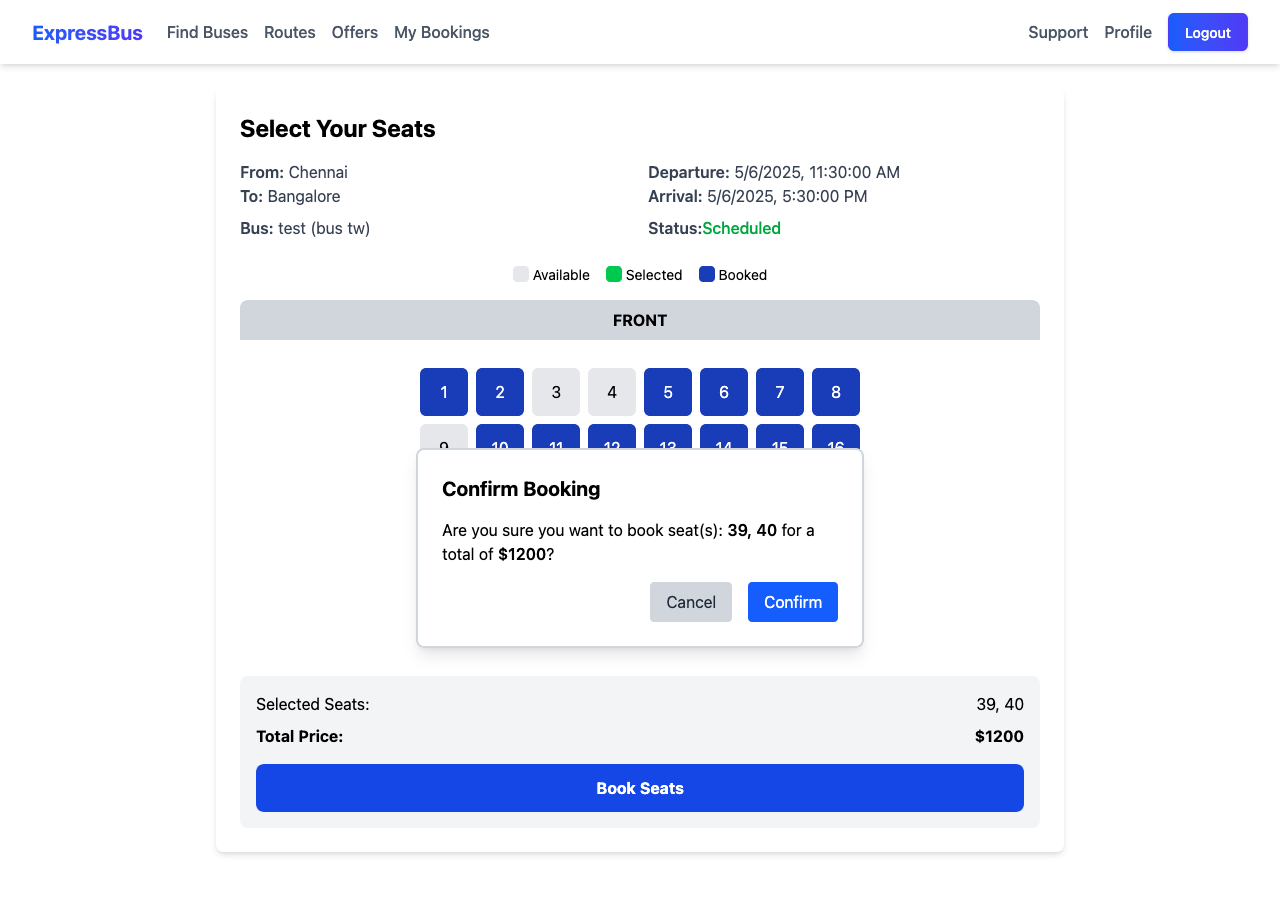 ExpressBus Find Buses Routes Offers My Bookings Support Profile Logout
Select Your Seats
From: Chennai
To: Bangalore
Departure: 5/6/2025, 11:30:00 AM
Arrival: 5/6/2025, 5:30:00 PM
Bus: test (bus tw)
Status:Scheduled
Available Selected Booked
FRONT
1 2 3 4 5 6 7 8
9 10 11 12 13 14 15 16
Confirm Booking
Are you sure you want to book seat(s): 39, 40 for a
total of $1200?
Cancel Confirm
Selected Seats: 39, 40
Total Price: $1200
Book Seats